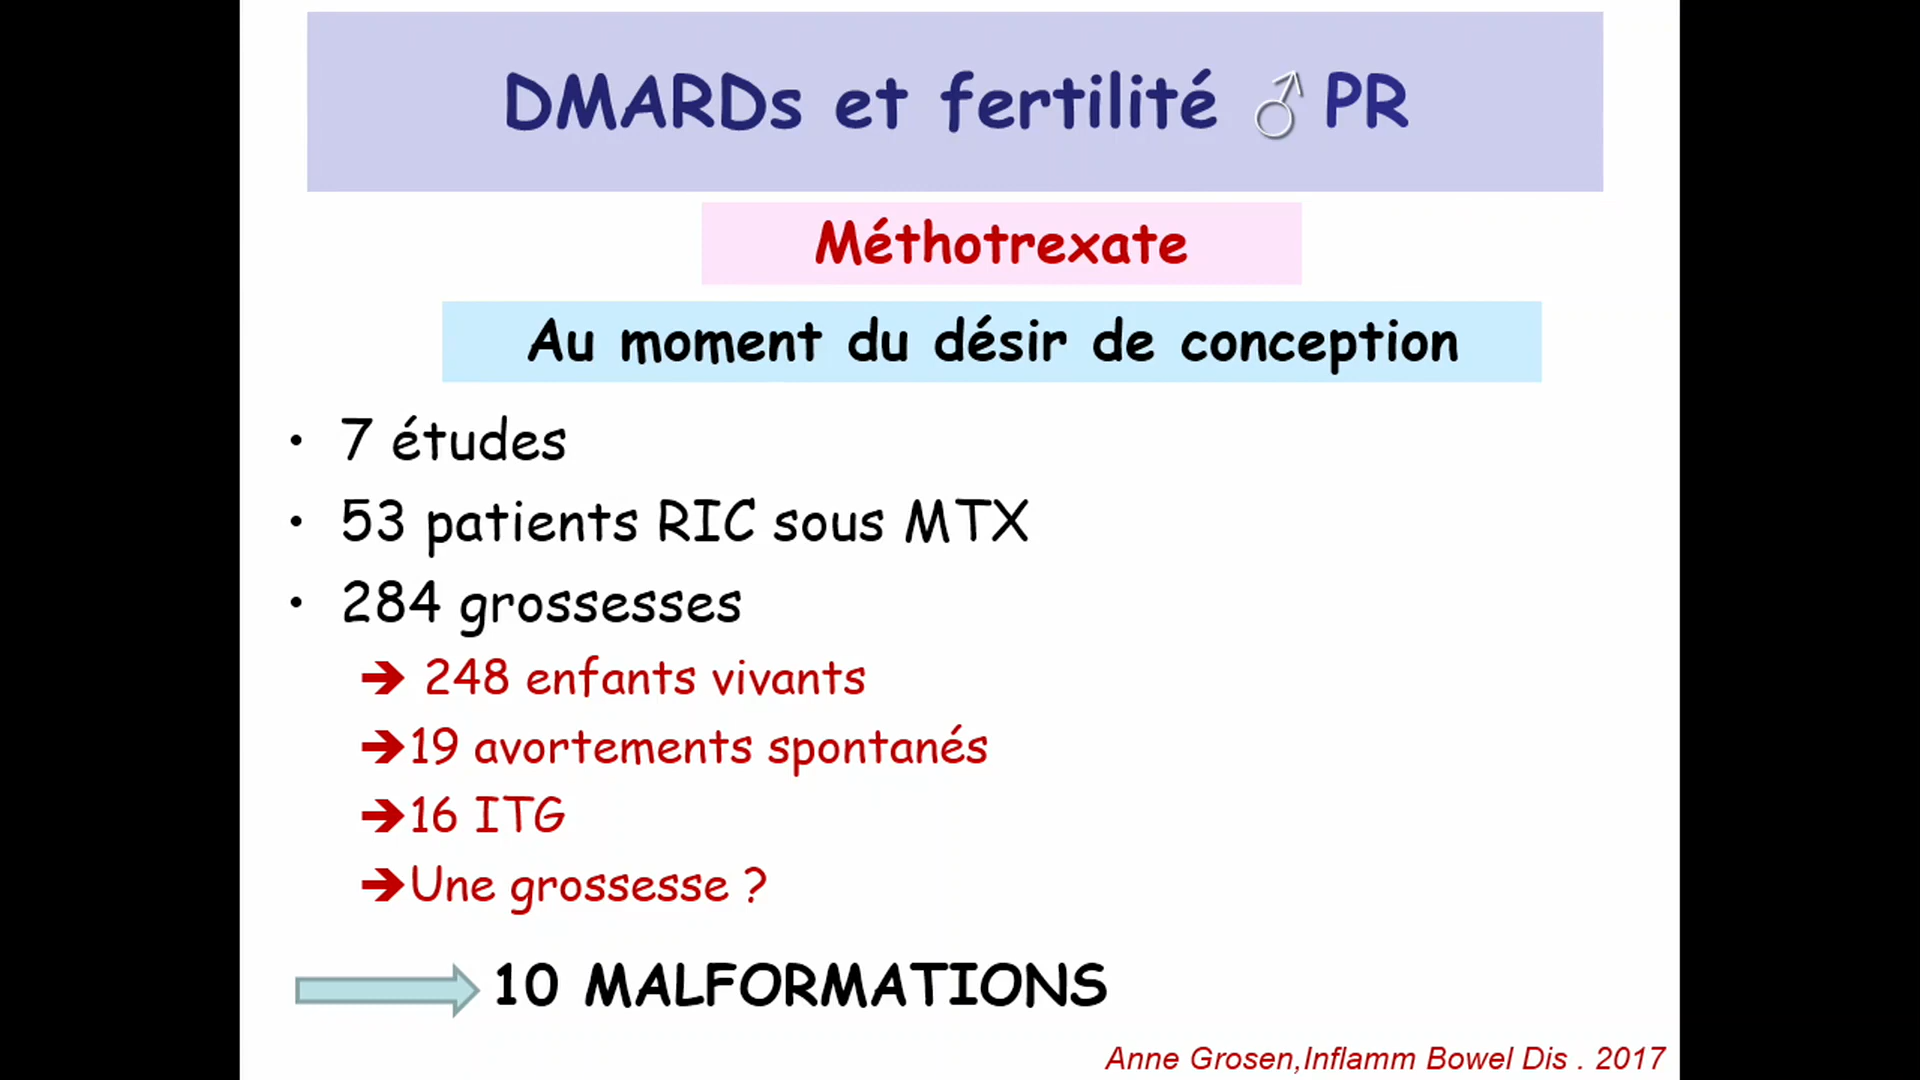 DMARDs et fertilité ♂ PR
Méthotrexate
Au moment du désir de conception
• 7 études
• 53 patients RIC sous MTX
• 284 grossesses
➔ 248 enfants vivants
➔19 avortements spontanés
➔16 ITG
➔Une grossesse ?
10 MALFORMATIONS
Anne Grosen,Inflamm Bowel Dis . 2017